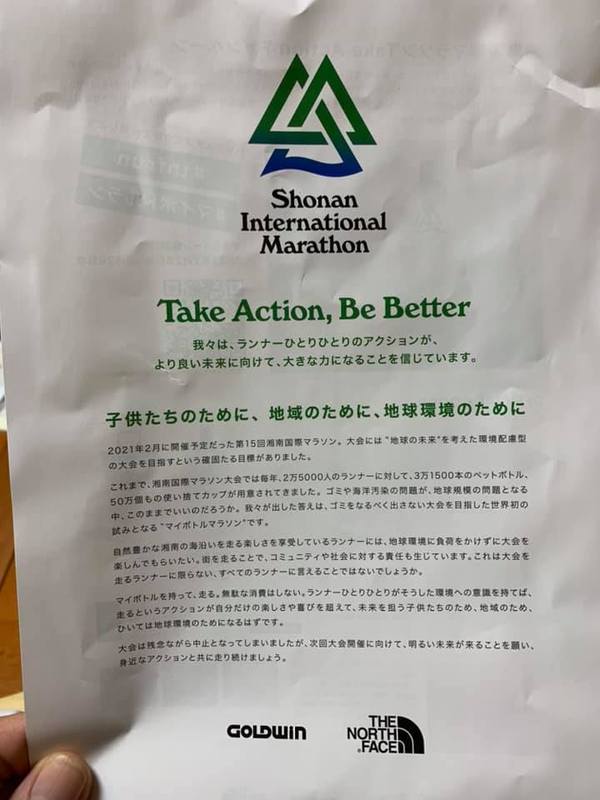 Shonan
International
Marathon
Take Action, Be Better
我々は、ランナーひとりひとりのアクションが、
より良い未来に向けて、大きな力になることを信じています。
子供たちのために、地域のために、地球環境のために
2021年2月に開催予定だった第15回湘南国際マラソン。大会には“地球の未来”を考えた環境配慮型
の大会を目指すという確固たる目標がありました。
これまで、湘南国際マラソン大会では毎年、2万5000人のランナーに対して、3万1500本のペットボトル、
50万個もの使い捨てカップが用意されてきました。ゴミや海洋汚染の問題が、地球規模の問題となる
中、このままでいいのだろうか。我々が出した答えは、ゴミをなるべく出さない大会を目指した世界初の
試みとなる“マイボトルマラソン”です。
自然豊かな湘南の海沿いを走る楽しさを享受しているランナーには、地球環境に負荷をかけずに大会を
楽しんでもらいたい。街を走ることで、コミュニティや社会に対する責任も生じています。これは大会を
走るランナーに限らない、すべてのランナーに言えることではないでしょうか。
マイボトルを持って、走る。無駄な消費はしない。ランナーひとりひとりがそうした環境への意識を持てば、
走るというアクションが自分だけの楽しさや喜びを超えて、未来を担う子供たちのため、地域のため、
ひいては地球環境のためになるはずです。
大会は残念ながら中止となってしまいましたが、次回大会開催に向けて、明るい未来が来ることを願い、
身近なアクションと共に走り続けましょう。
GOLDWIN
THE
NORTH
FACE